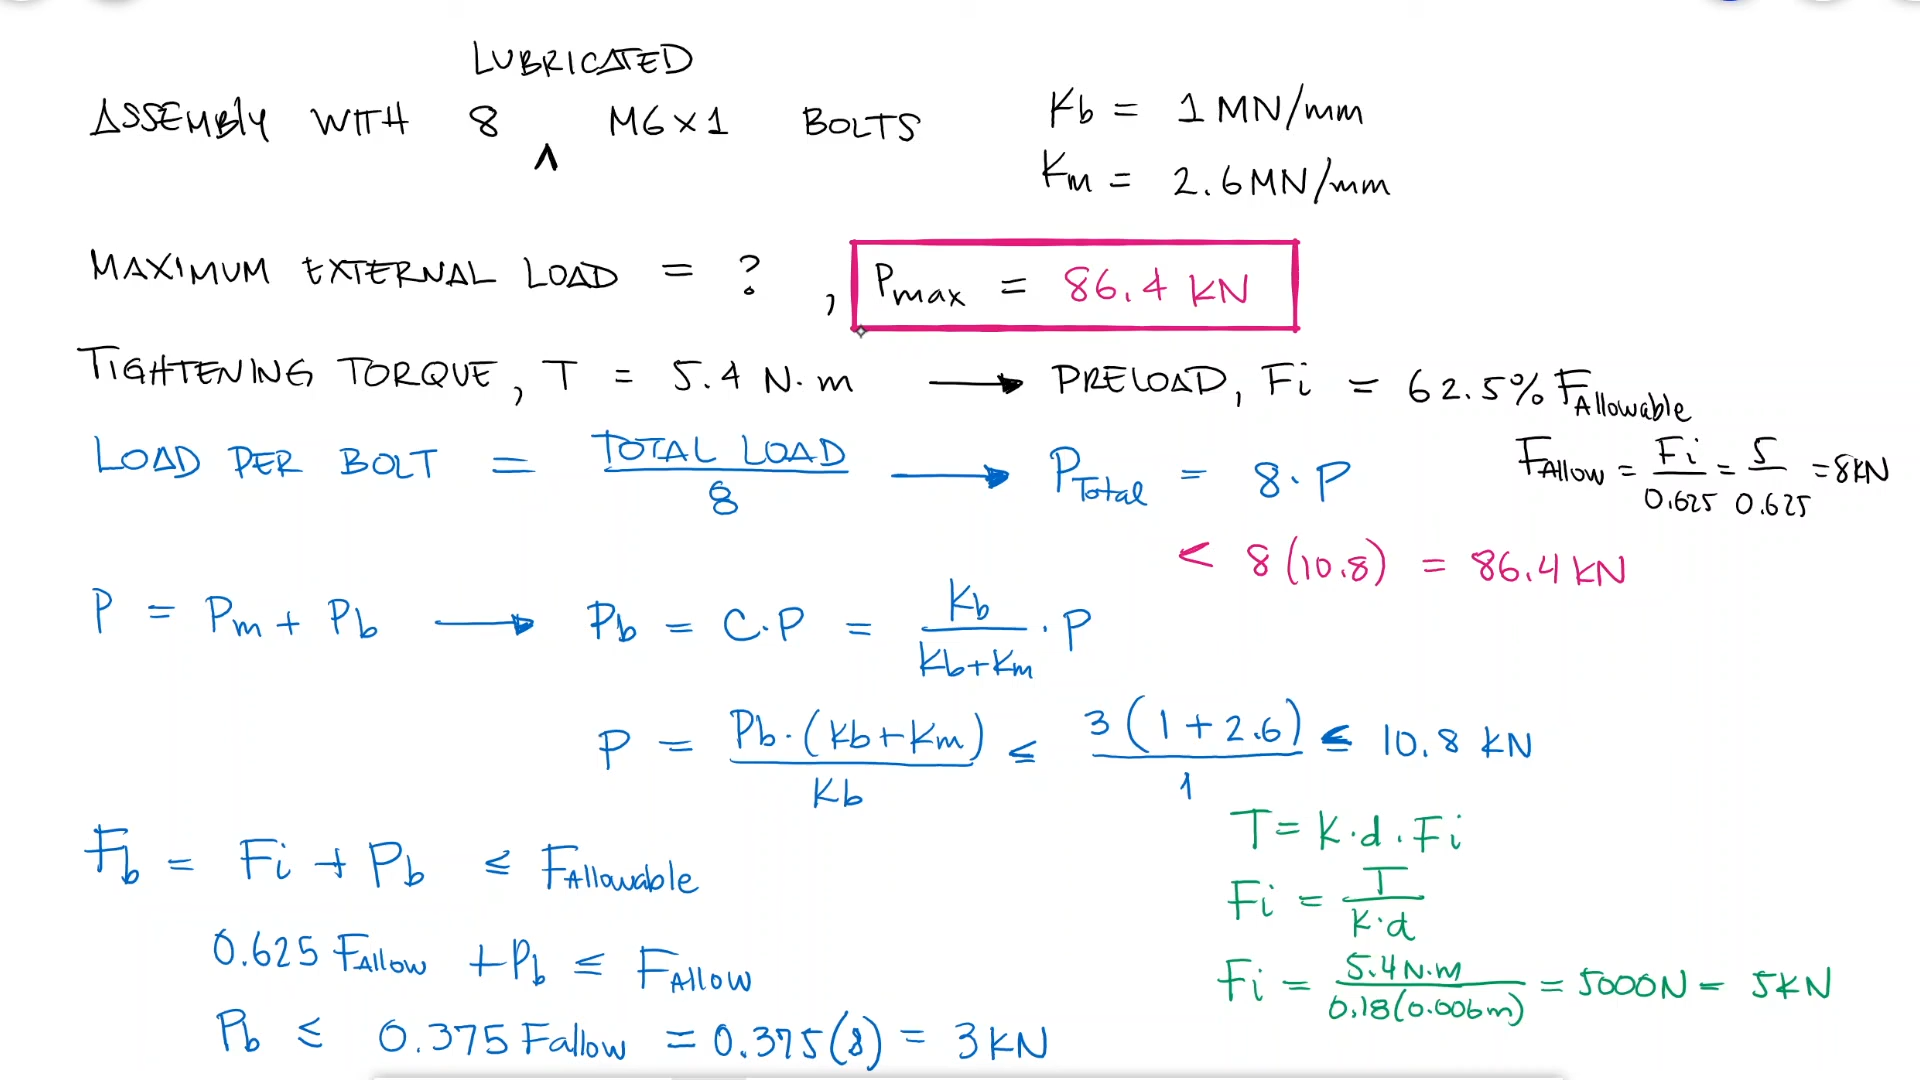 LUBRICATED
ASSEMBLY WITH 8 ∧ M6×1 BOLTS
Kb = 1 MN/mm
Km = 2.6 MN/mm
MAXIMUM EXTERNAL LOAD = ? , Pmax = 86.4 KN
TIGHTENING TORQUE, T = 5.4 N·m → PRELOAD, Fi = 62.5% FAllowable
FAllow = Fi/0.625 = 5/0.625 = 8KN
LOAD PER BOLT = TOTAL LOAD/8 → PTotal = 8·P
< 8(10.8) = 86.4 KN
P = Pm + Pb → Pb = C·P = Kb/(Kb+Km) · P
P = Pb·(Kb+Km)/Kb ≤ 3(1+2.6)/1 ≤ 10.8 KN
Fb = Fi + Pb ≤ FAllowable
0.625 FAllow + Pb ≤ FAllow
Pb ≤ 0.375 Fallow = 0.375(8) = 3 KN
T = K·d·Fi
Fi = T/K·d
Fi = 5.4N·m/0.18(0.006m) = 5000N = 5KN